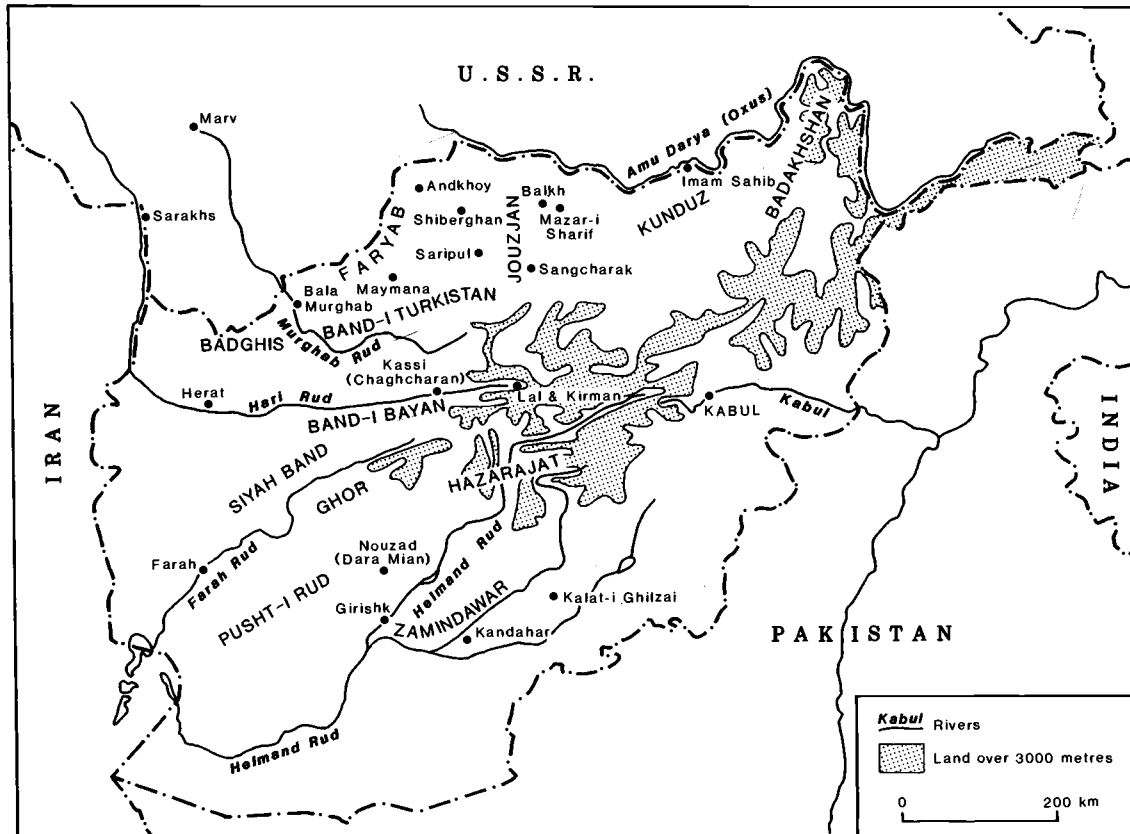 U.S.S.R.
Marv
Amu Darya (Oxus)
BADAKHSHAN
Imam Sahib
Andkhoy
Balkh
Sarakhs
Shiberghan
Mazar-i
Sharif
KUNDUZ
FARYAB
JOUZJAN
Saripul
Sangcharak
Maymana
Bala
Murghab
BAND-I TURKISTAN
Murghab Rud
BADGHIS
Kassi
(Chaghcharan)
Herat
Hari Rud
Lal & Kirman
KABUL
Kabul
BAND-I BAYAN
IRAN
INDIA
SIYAH BAND
GHOR
HAZARAJAT
Farah
Farah Rud
Nouzad
(Dara Mian)
Helmand Rud
PUSHT-I RUD
Girishk
ZAMINDAWAR
Kalat-i Ghilzai
Kandahar
PAKISTAN
Helmand Rud
Kabul Rivers
Land over 3000 metres
0 200 km